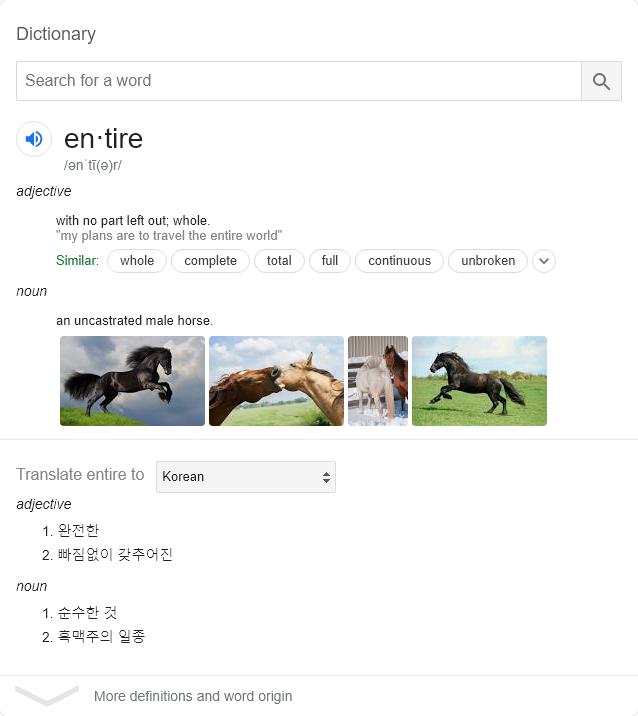 Dictionary
Search for a word
en·tire
/ənˈtī(ə)r/
adjective
with no part left out; whole.
"my plans are to travel the entire world"
Similar: whole complete total full continuous unbroken
noun
an uncastrated male horse.
Translate entire to Korean
adjective
1. 완전한
2. 빠짐없이 갖추어진
noun
1. 순수한 것
2. 흑맥주의 일종
More definitions and word origin